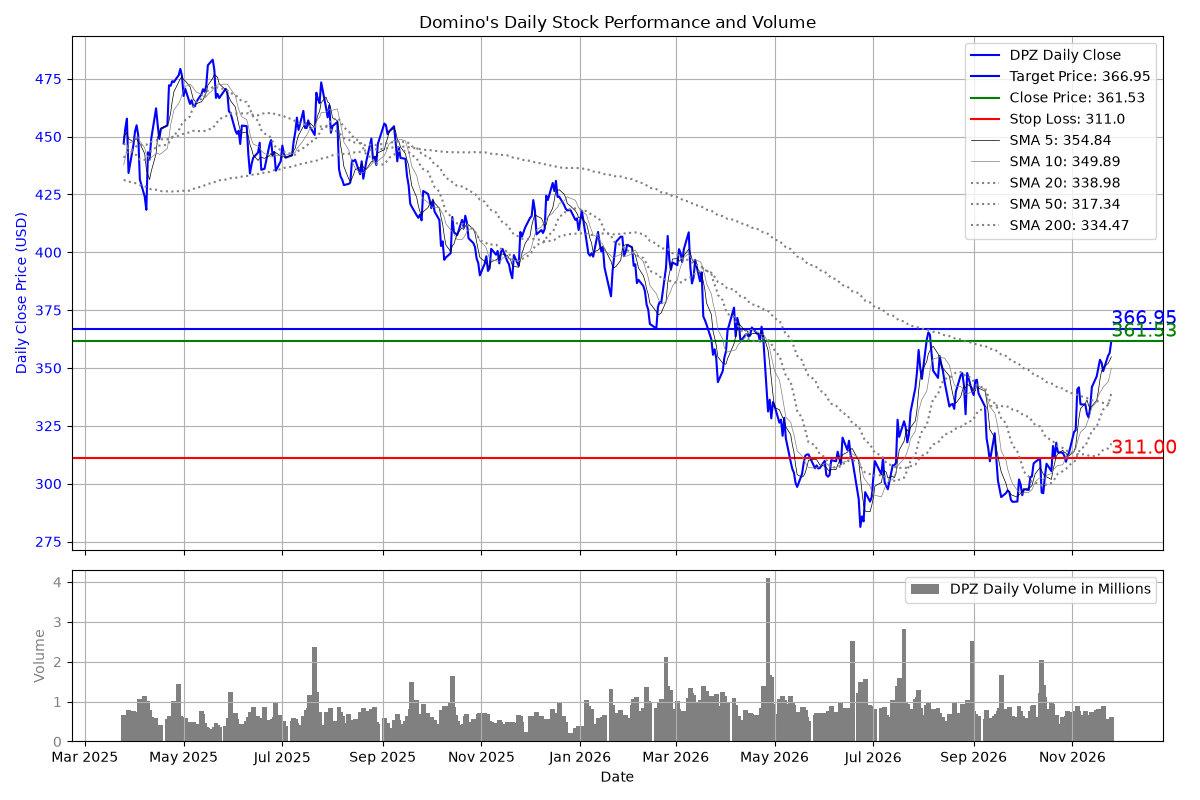 Domino's Daily Stock Performance and Volume
DPZ Daily Close
Target Price: 366.95
Close Price: 361.53
Stop Loss: 311.0
SMA 5: 354.84
SMA 10: 349.89
SMA 20: 338.98
SMA 50: 317.34
SMA 200: 334.47
Daily Close Price (USD)
475
450
425
400
375
350
325
300
275
366.95
361.53
311.00
DPZ Daily Volume in Millions
Volume
4
3
2
1
0
Mar 2025 May 2025 Jul 2025 Sep 2025 Nov 2025 Jan 2026 Mar 2026 May 2026 Jul 2026 Sep 2026 Nov 2026
Date